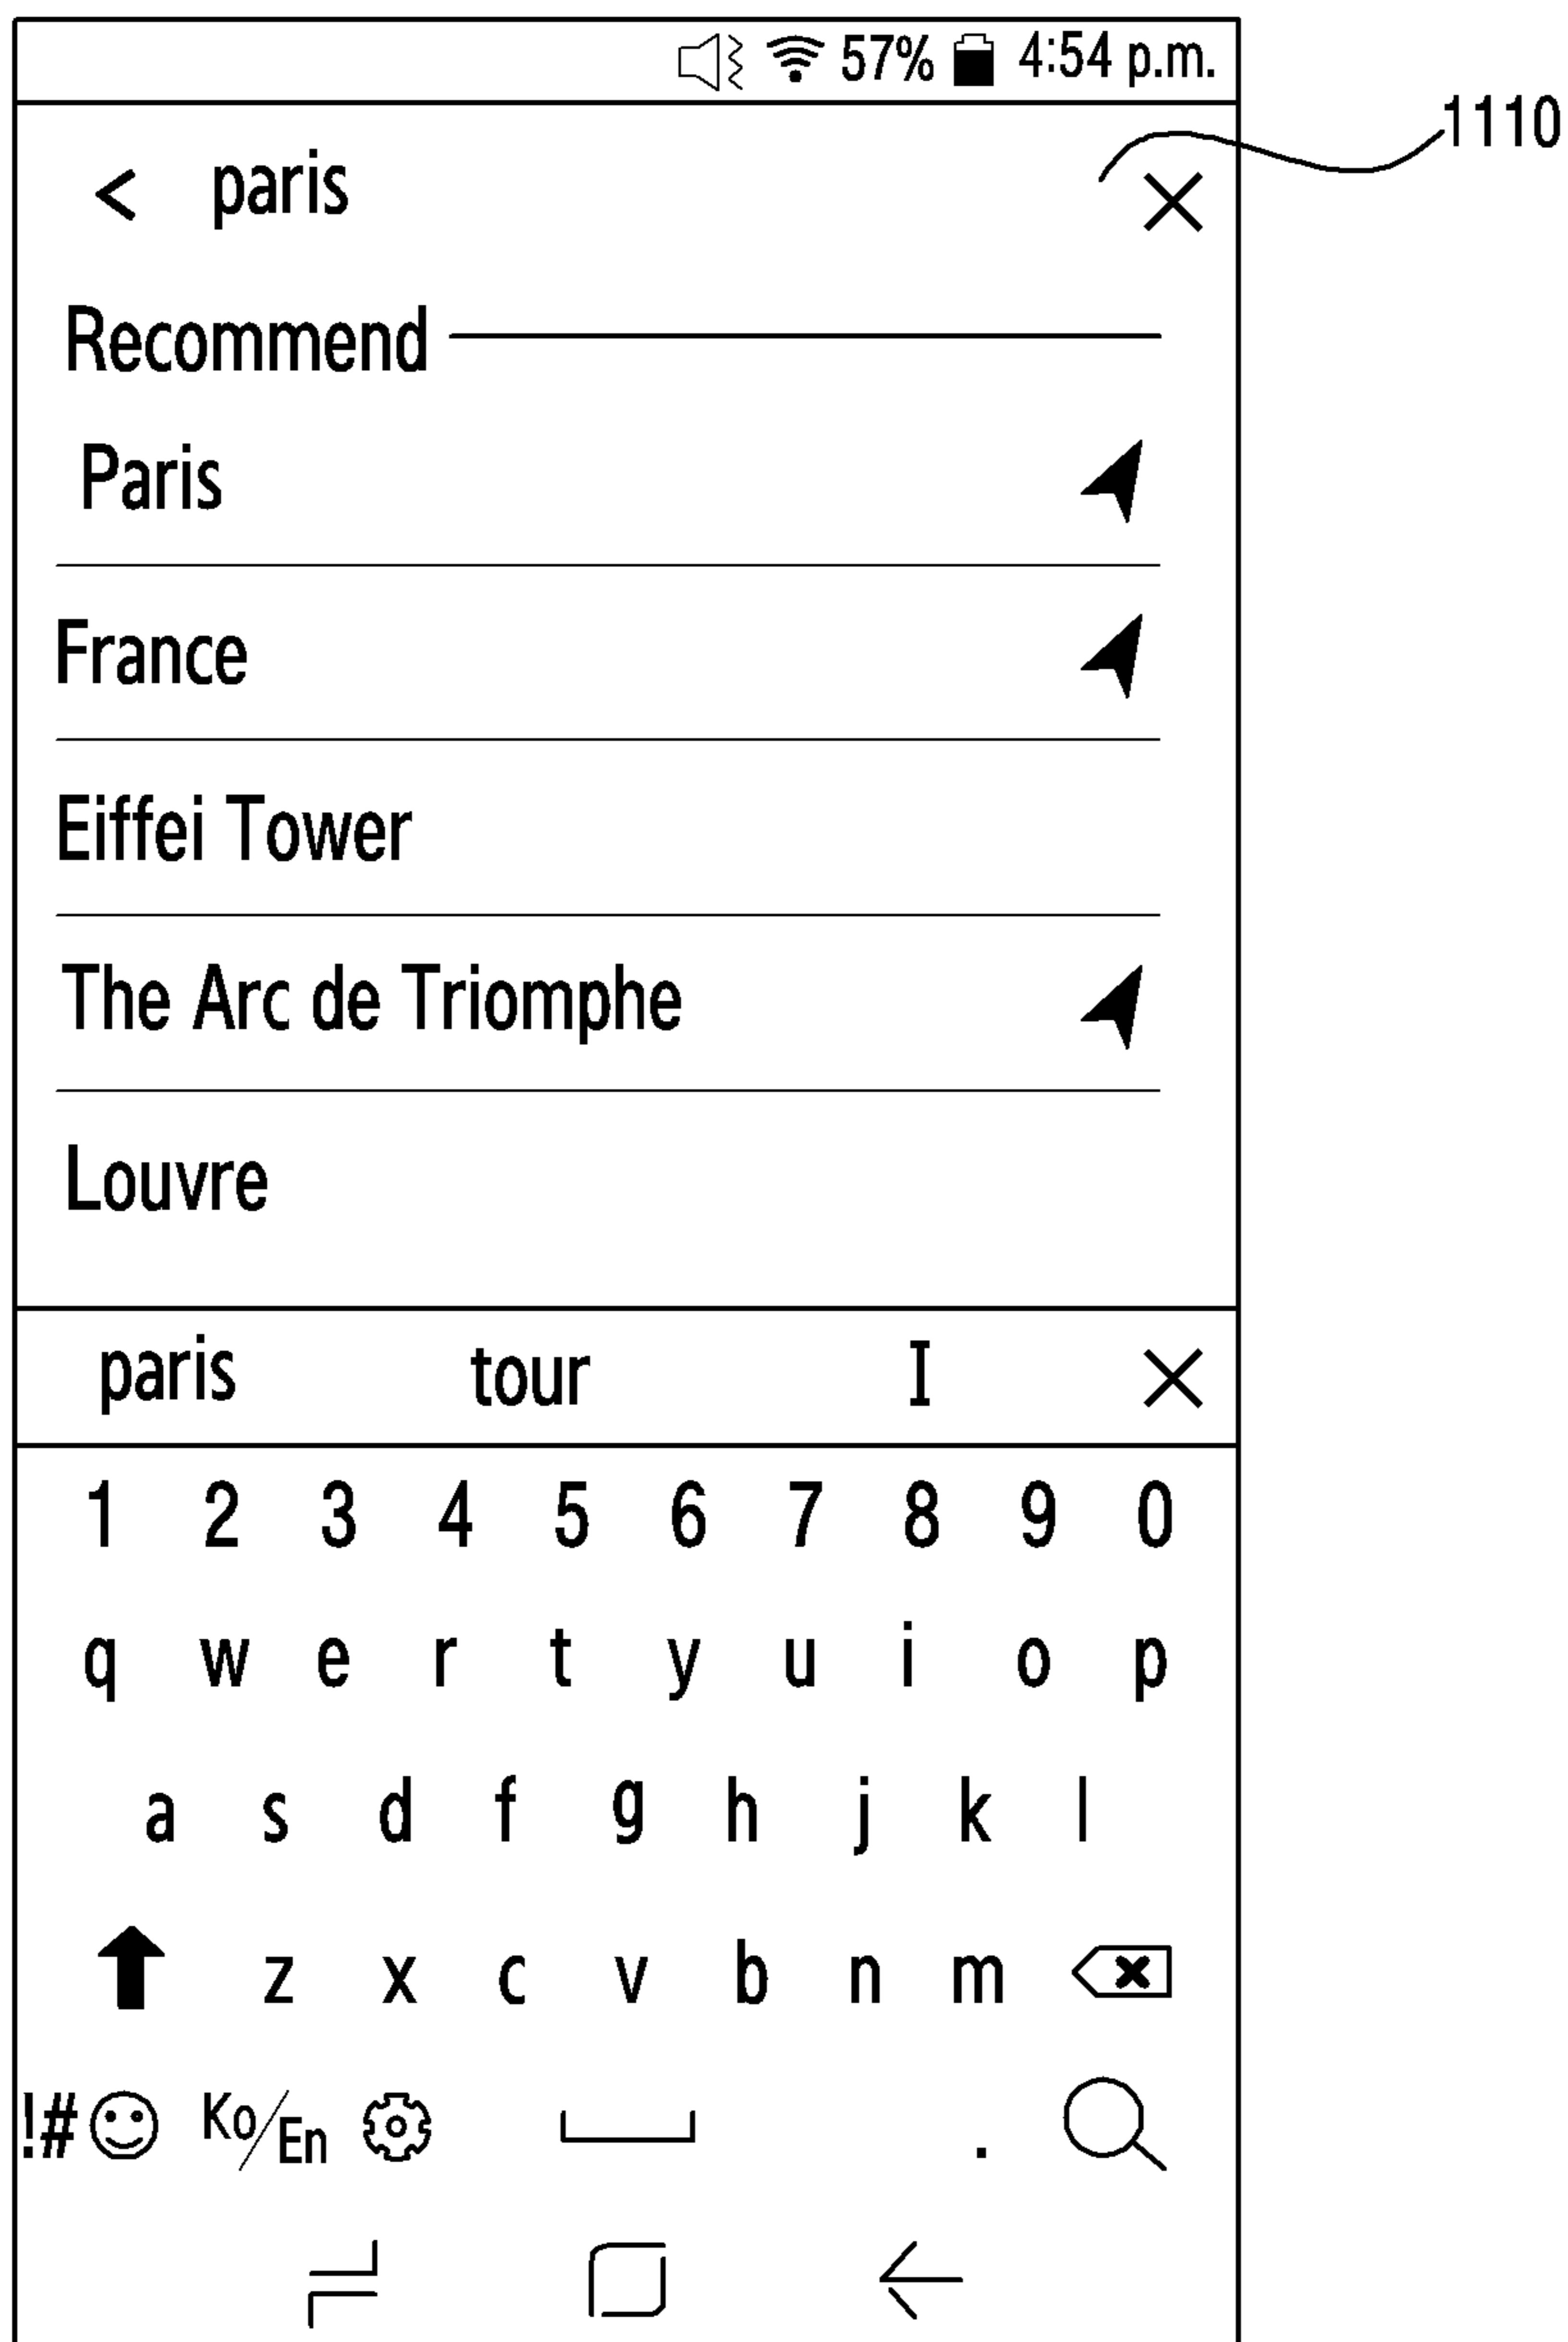 57% 4:54 p.m.
1110
< paris ×
Recommend
Paris
France
Eiffei Tower
The Arc de Triomphe
Louvre
paris tour I ×
1 2 3 4 5 6 7 8 9 0
q w e r t y u i o p
a s d f g h j k l
z x c v b n m
!# Ko/En .